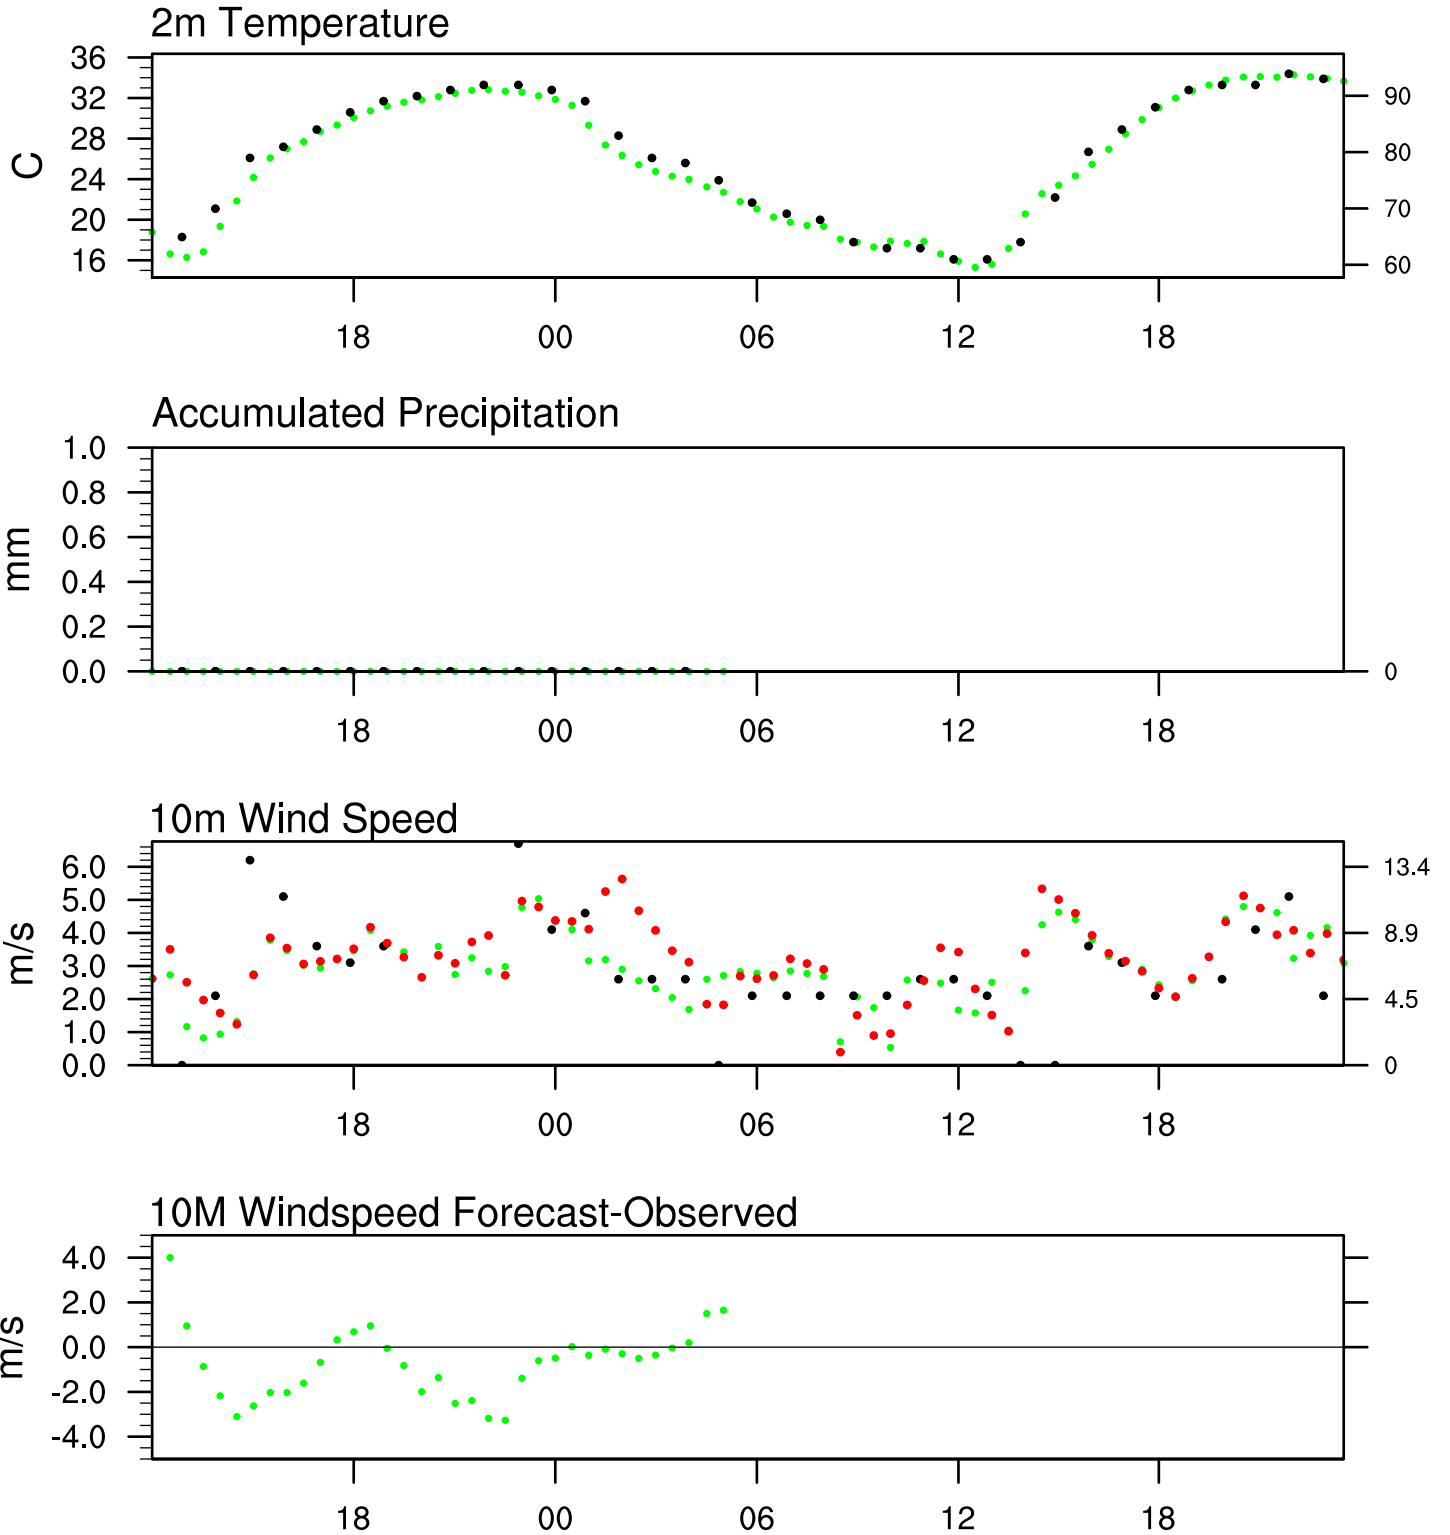 2m Temperature
36
32
28
24
20
16
C
90
80
70
60
18 00 06 12 18
Accumulated Precipitation
1.0
0.8
0.6
0.4
0.2
0.0
mm
0
18 00 06 12 18
10m Wind Speed
6.0
5.0
4.0
3.0
2.0
1.0
0.0
m/s
13.4
8.9
4.5
0
18 00 06 12 18
10M Windspeed Forecast-Observed
4.0
2.0
0.0
-2.0
-4.0
m/s
18 00 06 12 18